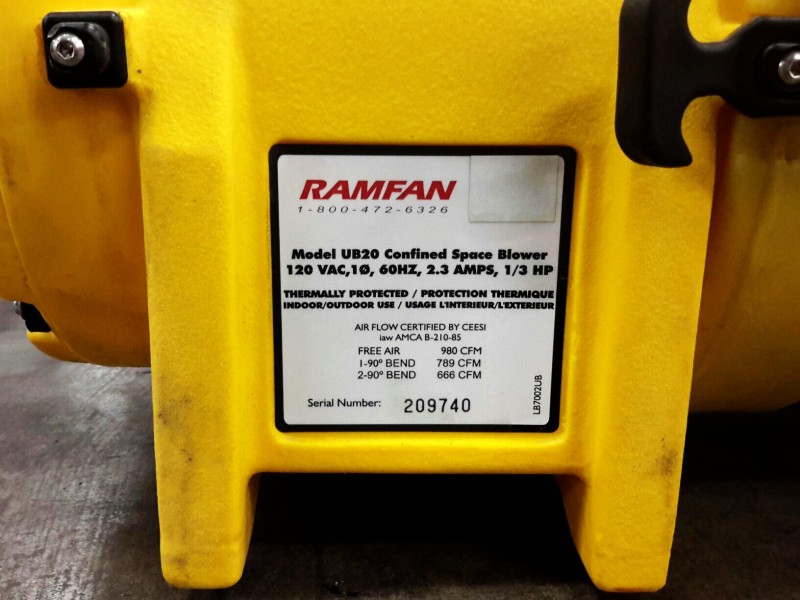 RAMFAN
1-800-472-6326
Model UB20 Confined Space Blower
120 VAC,1Ø, 60HZ, 2.3 AMPS, 1/3 HP
THERMALLY PROTECTED / PROTECTION THERMIQUE
INDOOR/OUTDOOR USE / USAGE L'INTERIEUR/L'EXTERIEUR
AIR FLOW CERTIFIED BY CEESI
iaw AMCA B-210-85
FREE AIR 980 CFM
1-90º BEND 789 CFM
2-90º BEND 666 CFM
Serial Number: 209740
LB7002UB